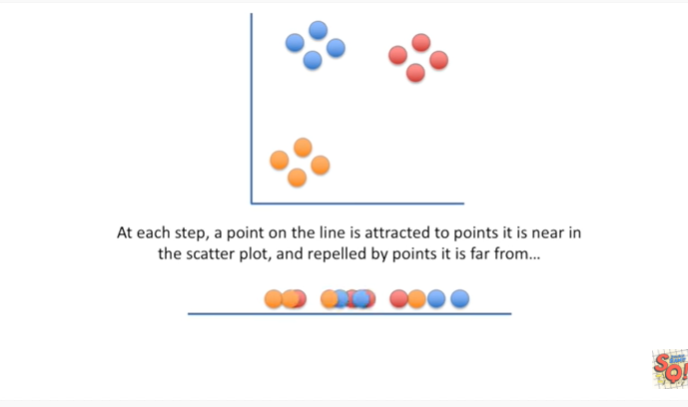 At each step, a point on the line is attracted to points it is near in
the scatter plot, and repelled by points it is far from...
SQ!